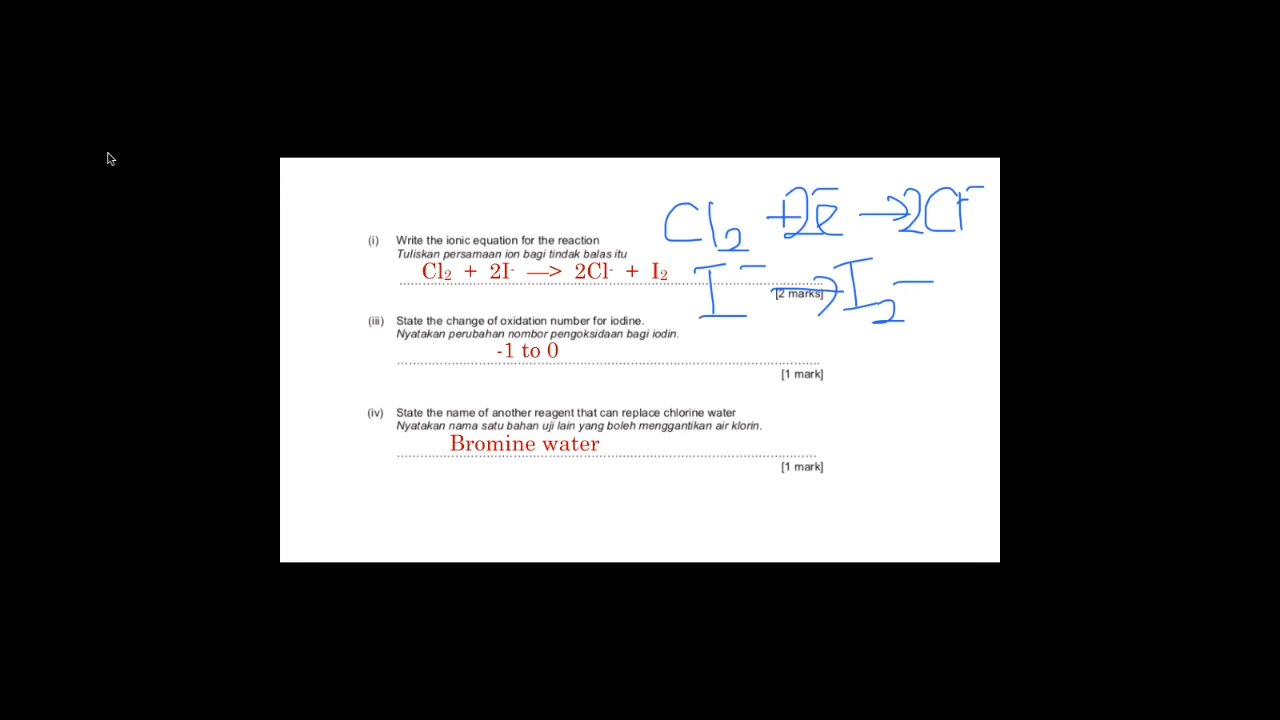 (i) Write the ionic equation for the reaction
Tuliskan persamaan ion bagi tindak balas itu
Cl₂ + 2I⁻ —> 2Cl⁻ + I₂
[2 marks]
Cl₂ + 2e⁻ → 2Cl⁻
I⁻ → I₂ –
(iii) State the change of oxidation number for iodine.
Nyatakan perubahan nombor pengoksidaan bagi iodin.
-1 to 0
[1 mark]
(iv) State the name of another reagent that can replace chlorine water
Nyatakan nama satu bahan uji lain yang boleh menggantikan air klorin.
Bromine water
[1 mark]